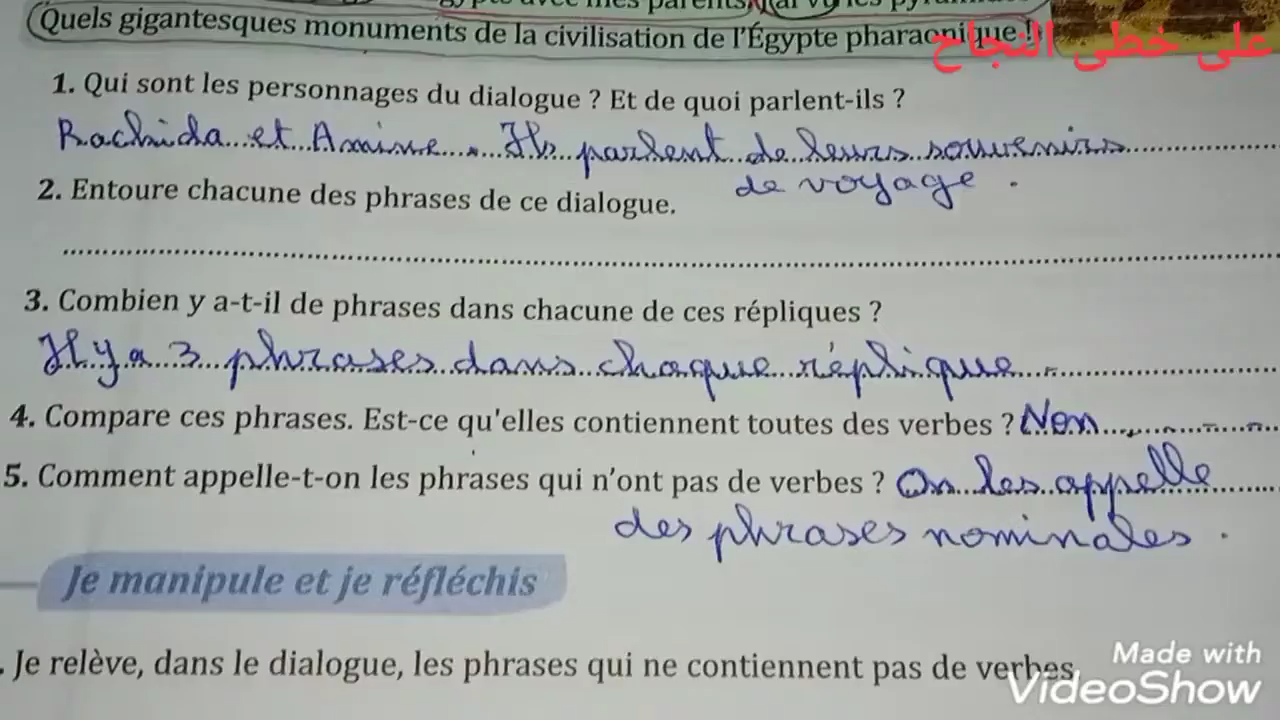 avec mes parents
Quels gigantesques monuments de la civilisation de l'Égypte pharaonique !
على خطى النجاح
1. Qui sont les personnages du dialogue ? Et de quoi parlent-ils ?
Rachida et Amine. Ils parlent de leurs souvenirs
de voyage.
2. Entoure chacune des phrases de ce dialogue.
3. Combien y a-t-il de phrases dans chacune de ces répliques ?
Il y a 3 phrases dans chaque réplique.
4. Compare ces phrases. Est-ce qu'elles contiennent toutes des verbes ? Non
5. Comment appelle-t-on les phrases qui n'ont pas de verbes ? On les appelle
des phrases nominales.
Je manipule et je réfléchis
. Je relève, dans le dialogue, les phrases qui ne contiennent pas de verbes.
Made with
VideoShow